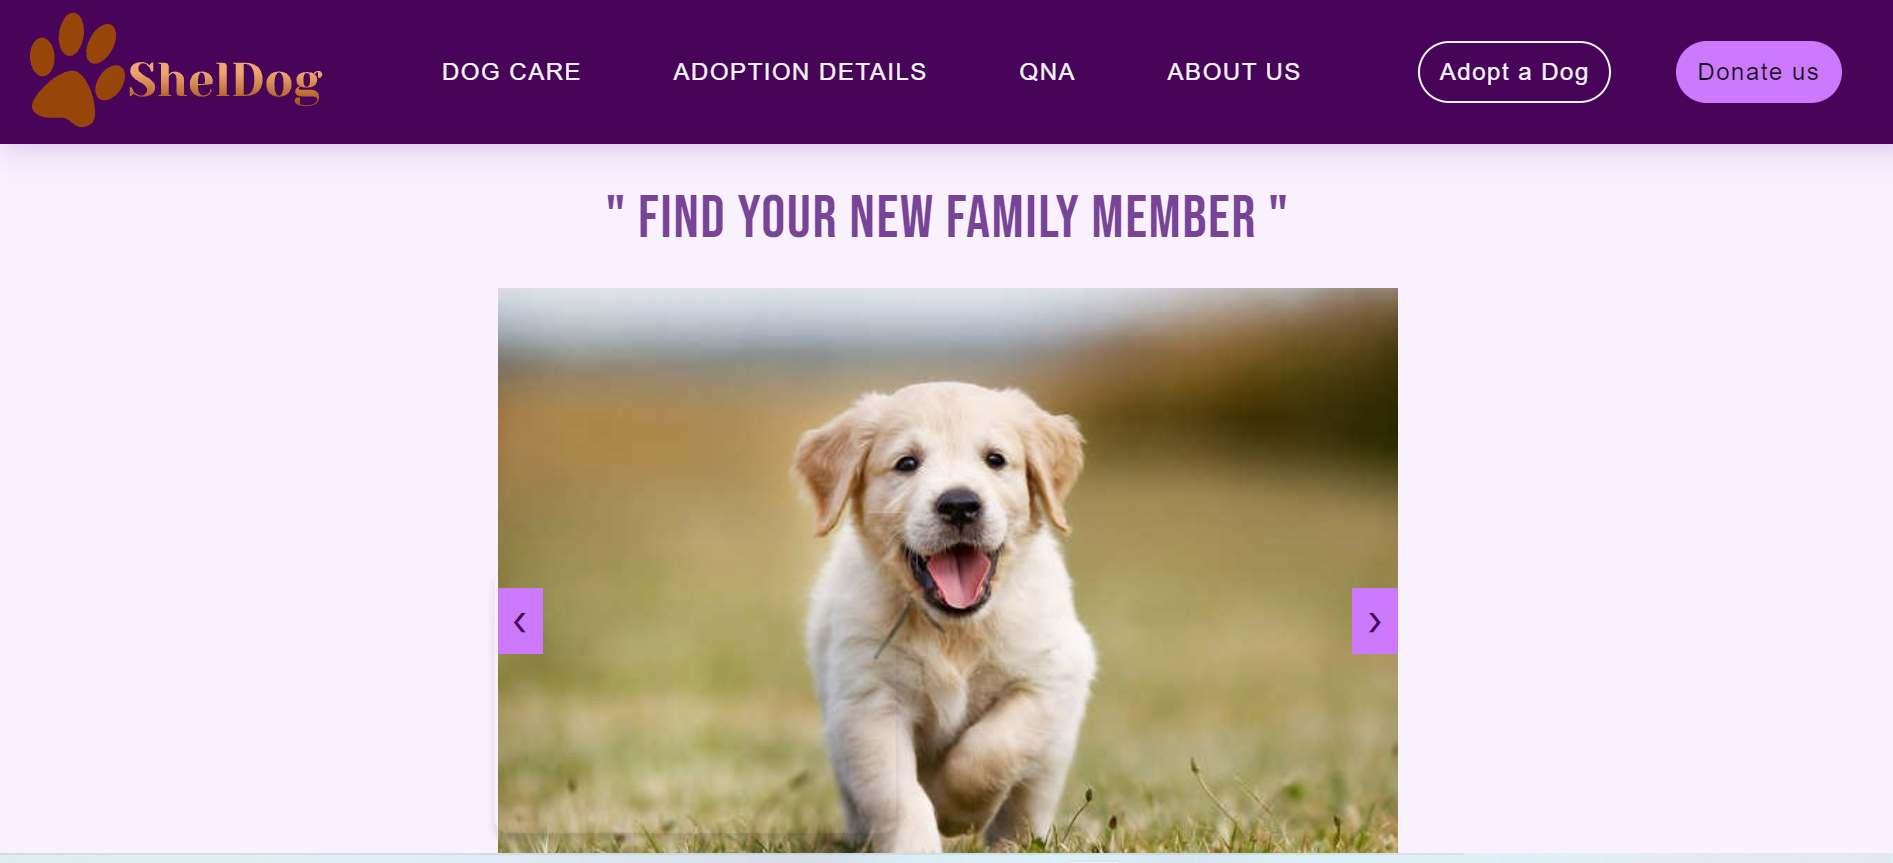 ShelDog
DOG CARE
ADOPTION DETAILS
QNA
ABOUT US
Adopt a Dog
Donate us
" FIND YOUR NEW FAMILY MEMBER "
‹
›